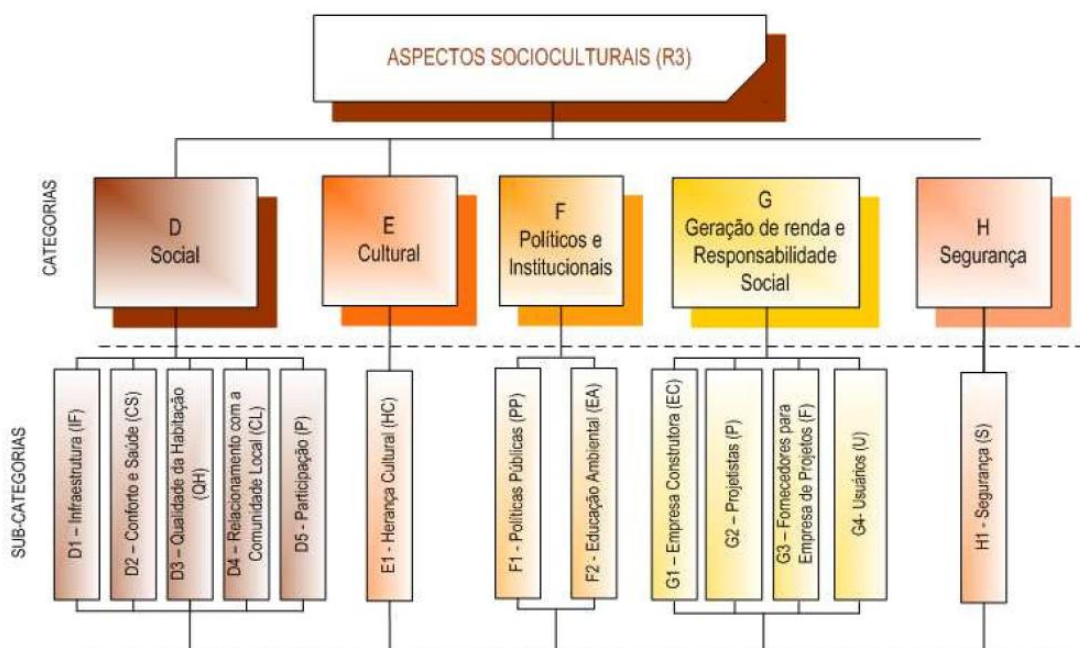 ASPECTOS SOCIOCULTURAIS (R3)
CATEGORIAS
D
Social
E
Cultural
F
Políticos e
Institucionais
G
Geração de renda e
Responsabilidade
Social
H
Segurança
SUB-CATEGORIAS
D1 – Infraestrutura (IF)
D2 – Conforto e Saúde (CS)
D3 – Qualidade da Habitação
(QH)
D4 – Relacionamento com a
Comunidade Local (CL)
D5 - Participação (P)
E1 - Herança Cultural (HC)
F1 - Políticas Públicas (PP)
F2 - Educação Ambiental (EA)
G1 – Empresa Construtora (EC)
G2 – Projetistas (P)
G3 – Fornecedores para
Empresa de Projetos (F)
G4- Usuários (U)
H1 - Segurança (S)